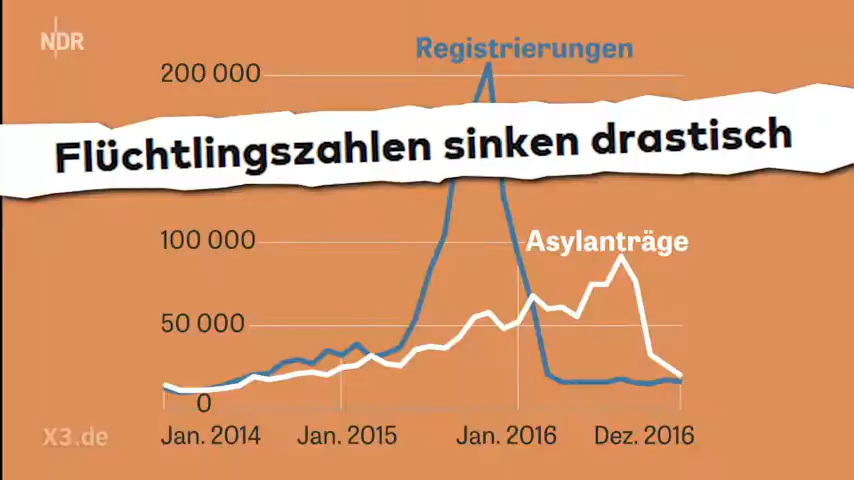 NDR
Registrierungen
200 000
Flüchtlingszahlen sinken drastisch
100 000
Asylanträge
50 000
0
Jan. 2014 Jan. 2015 Jan. 2016 Dez. 2016
X3.de